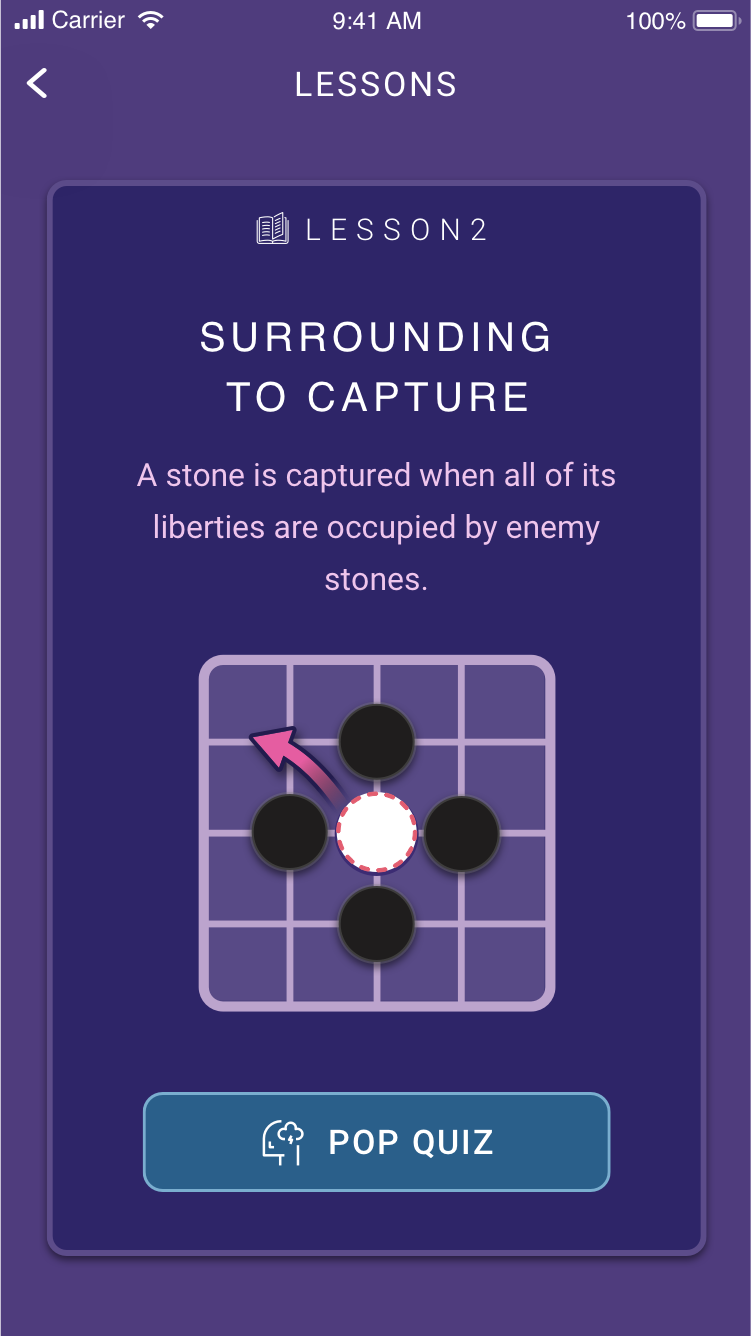 Carrier 9:41 AM 100%
LESSONS
LESSON2
SURROUNDING
TO CAPTURE
A stone is captured when all of its
liberties are occupied by enemy
stones.
POP QUIZ